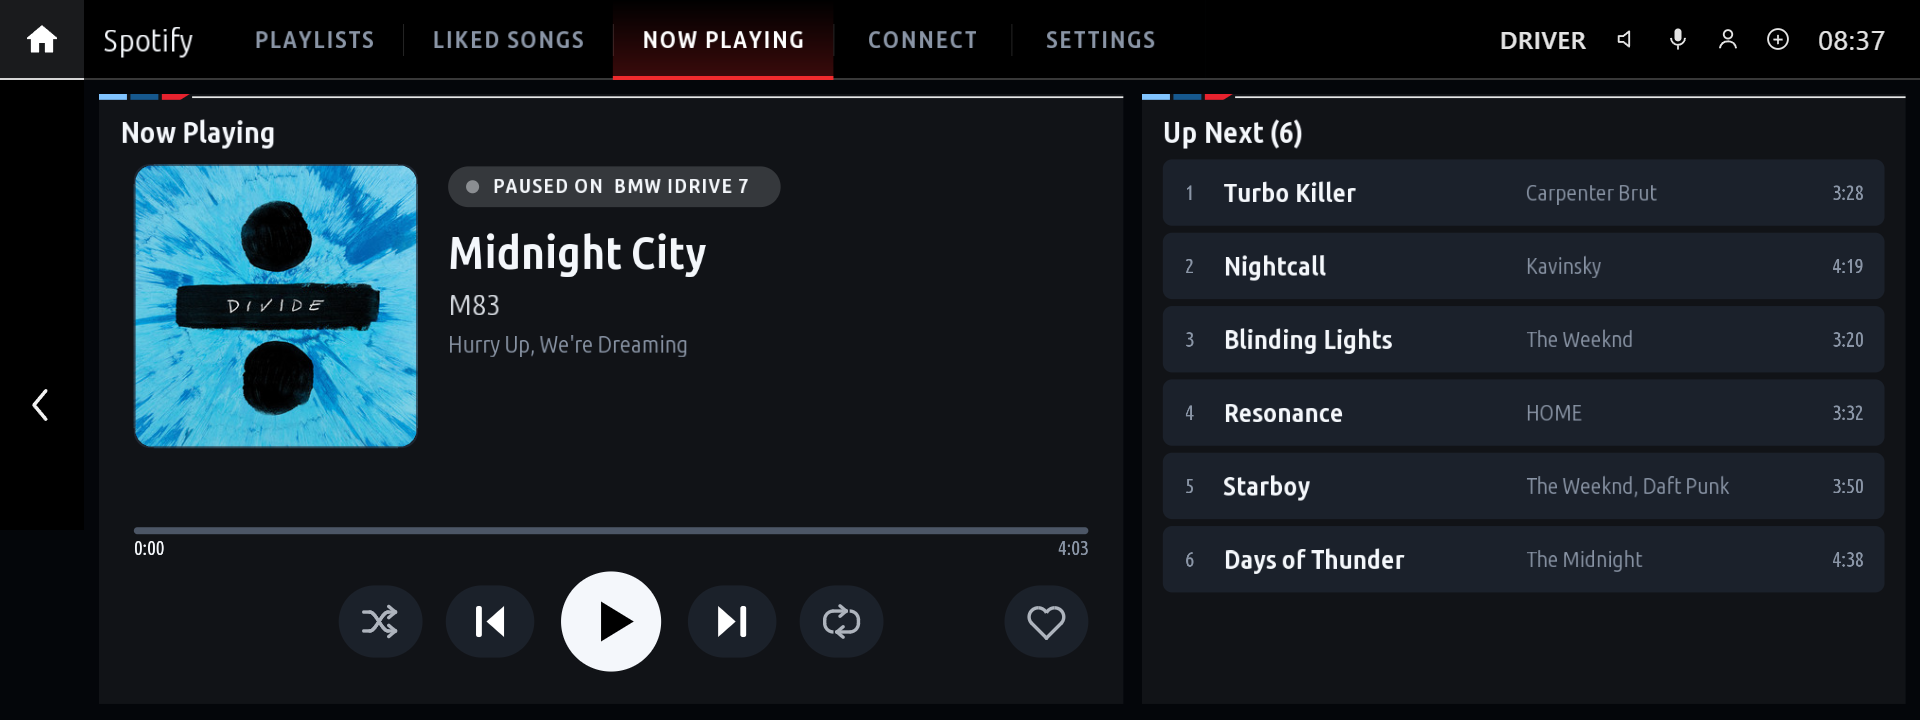 Spotify
PLAYLISTS
LIKED SONGS
NOW PLAYING
CONNECT
SETTINGS
DRIVER
08:37
Now Playing
DIVIDE
PAUSED ON BMW IDRIVE 7
Midnight City
M83
Hurry Up, We're Dreaming
0:00
4:03
Up Next (6)
1 Turbo Killer Carpenter Brut 3:28
2 Nightcall Kavinsky 4:19
3 Blinding Lights The Weeknd 3:20
4 Resonance HOME 3:32
5 Starboy The Weeknd, Daft Punk 3:50
6 Days of Thunder The Midnight 4:38